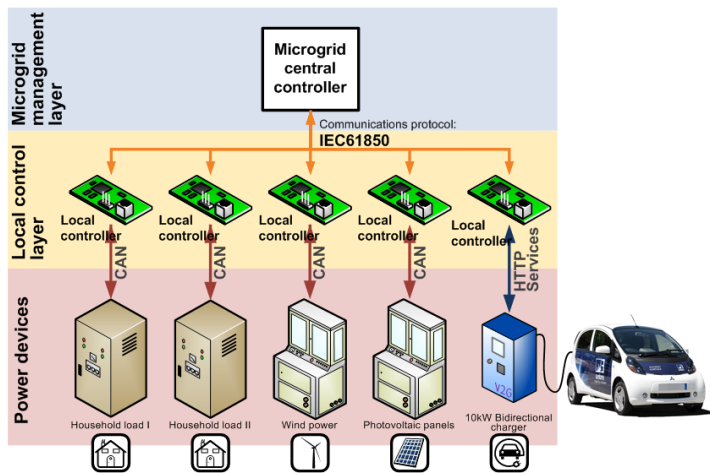 Microgrid
management
layer
Microgrid
central
controller
Communications protocol:
IEC61850
Local control
layer
Local
controller
Local
controller
Local
controller
Local
controller
Local
controller
CAN
CAN
CAN
CAN
HTTP
Services
Power devices
V2G
Household load I
Household load II
Wind power
Photovoltaic panels
10kW Bidirectional
charger